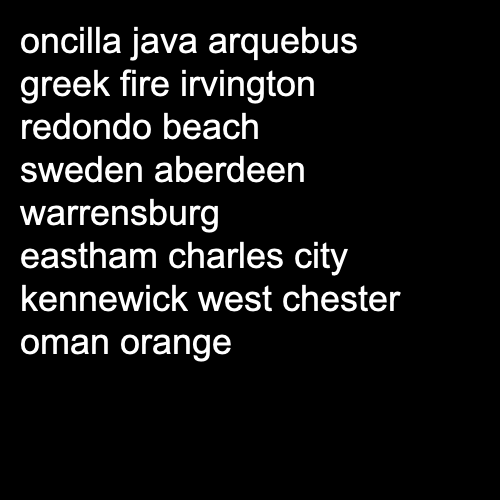 oncilla java arquebus
greek fire irvington
redondo beach
sweden aberdeen
warrensburg
eastham charles city
kennewick west chester
oman orange